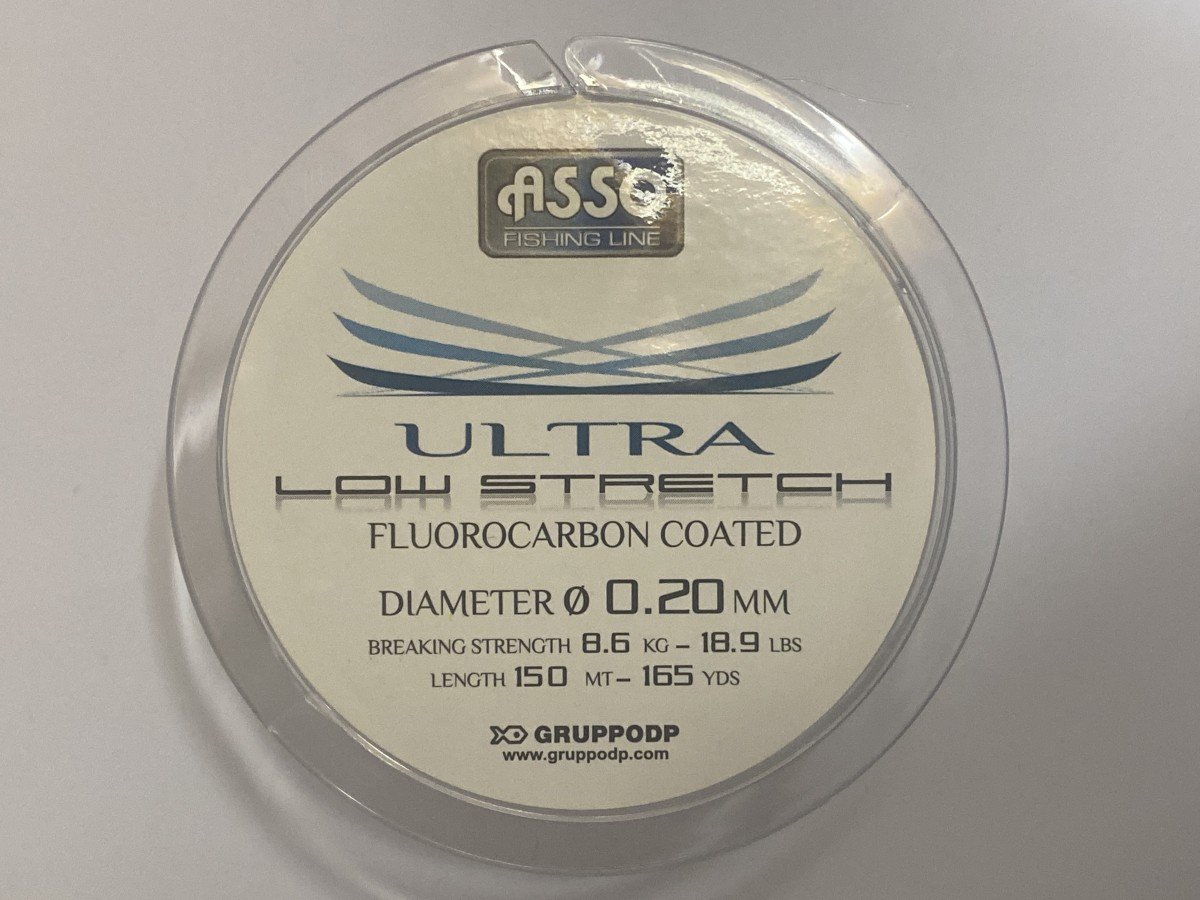 ASSO
FISHING LINE
ULTRA
LOW STRETCH
FLUOROCARBON COATED
DIAMETER Ø 0.20 MM
BREAKING STRENGTH 8.6 KG – 18.9 LBS
LENGTH 150 MT – 165 YDS
GRUPPODP
www.gruppodp.com